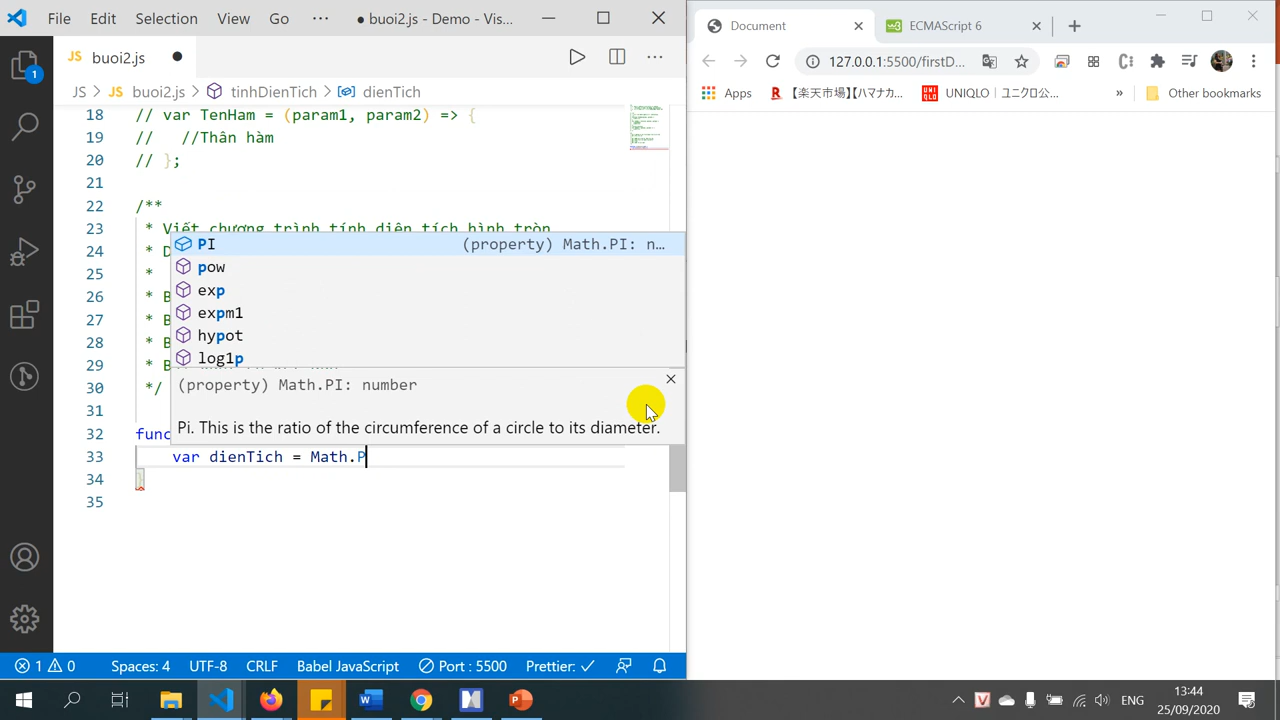 File Edit Selection View Go ··· ● buoi2.js - Demo - Vis...
JS buoi2.js ●
JS > JS buoi2.js > tinhDienTich > dienTich
18 // var TenHam = (param1, param2) => {
19 //   //Thân hàm
20 // };
21
22 /**
23 * Viết chương trình tính diện tích hình tròn
24 * D
25 *
26 * B
27 * B
28 * B
29 * B
30 */
31
32 func
33 var dienTich = Math.P
34 }
35
PI (property) Math.PI: n...
pow
exp
expm1
hypot
log1p
(property) Math.PI: number
Pi. This is the ratio of the circumference of a circle to its diameter.
1
1 0 Spaces: 4 UTF-8 CRLF Babel JavaScript Port : 5500 Prettier: ✓
Document ECMAScript 6
127.0.0.1:5500/firstD...
Apps 【楽天市場】【ハマナカ... UNIQLO | ユニクロ公... » Other bookmarks
ENG
13:44
25/09/2020